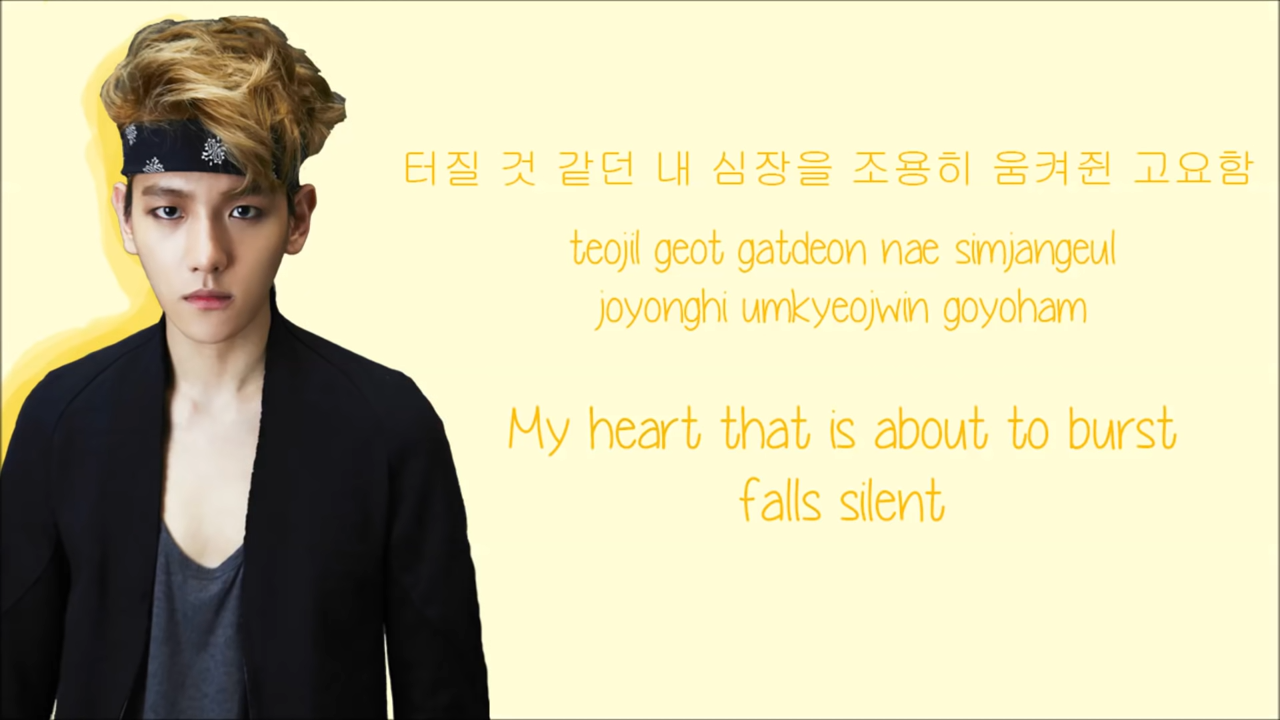 터질 것 같던 내 심장을 조용히 움켜쥔 고요함
teojil geot gatdeon nae simjangeul
joyonghi umkyeojwin goyoham
My heart that is about to burst
falls silent